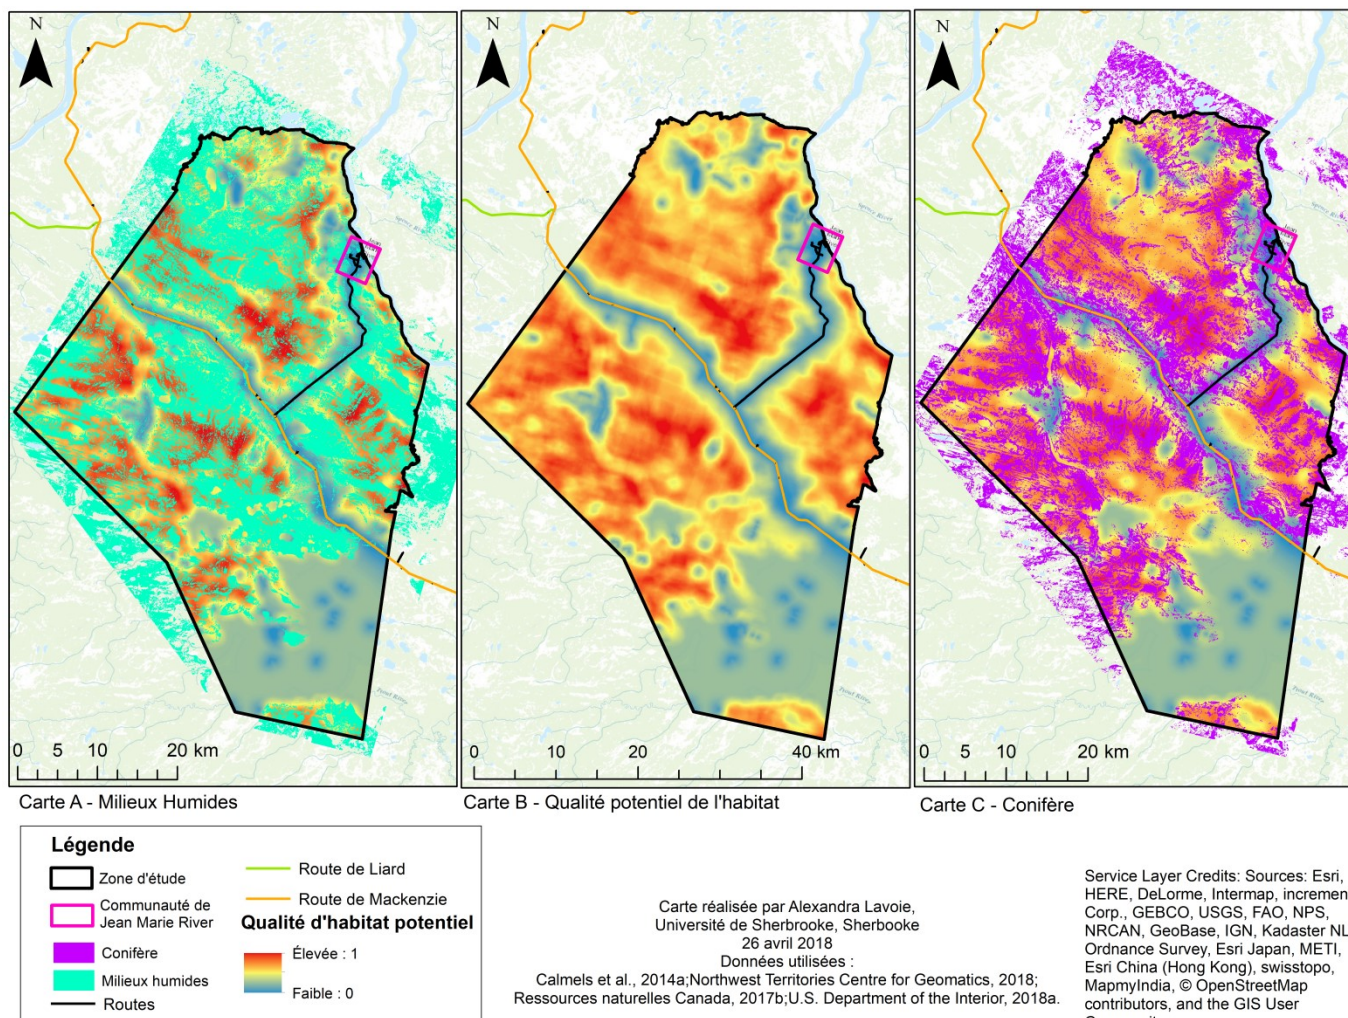 N
N
N
Spence River
0 5 10 20 km
0 20 40 km
0 5 10 20 km
Carte A - Milieux Humides
Carte B - Qualité potentiel de l'habitat
Carte C - Conifère
Légende
Zone d'étude
Communauté de
Jean Marie River
Conifère
Milieux humides
Routes
Route de Liard
Route de Mackenzie
Qualité d'habitat potentiel
Élevée : 1
Faible : 0
Carte réalisée par Alexandra Lavoie,
Université de Sherbrooke, Sherbooke
26 avril 2018
Données utilisées :
Calmels et al., 2014a;Northwest Territories Centre for Geomatics, 2018;
Ressources naturelles Canada, 2017b;U.S. Department of the Interior, 2018a.
Service Layer Credits: Sources: Esri,
HERE, DeLorme, Intermap, incremen
Corp., GEBCO, USGS, FAO, NPS,
NRCAN, GeoBase, IGN, Kadaster NL
Ordnance Survey, Esri Japan, METI,
Esri China (Hong Kong), swisstopo,
MapmyIndia, © OpenStreetMap
contributors, and the GIS User